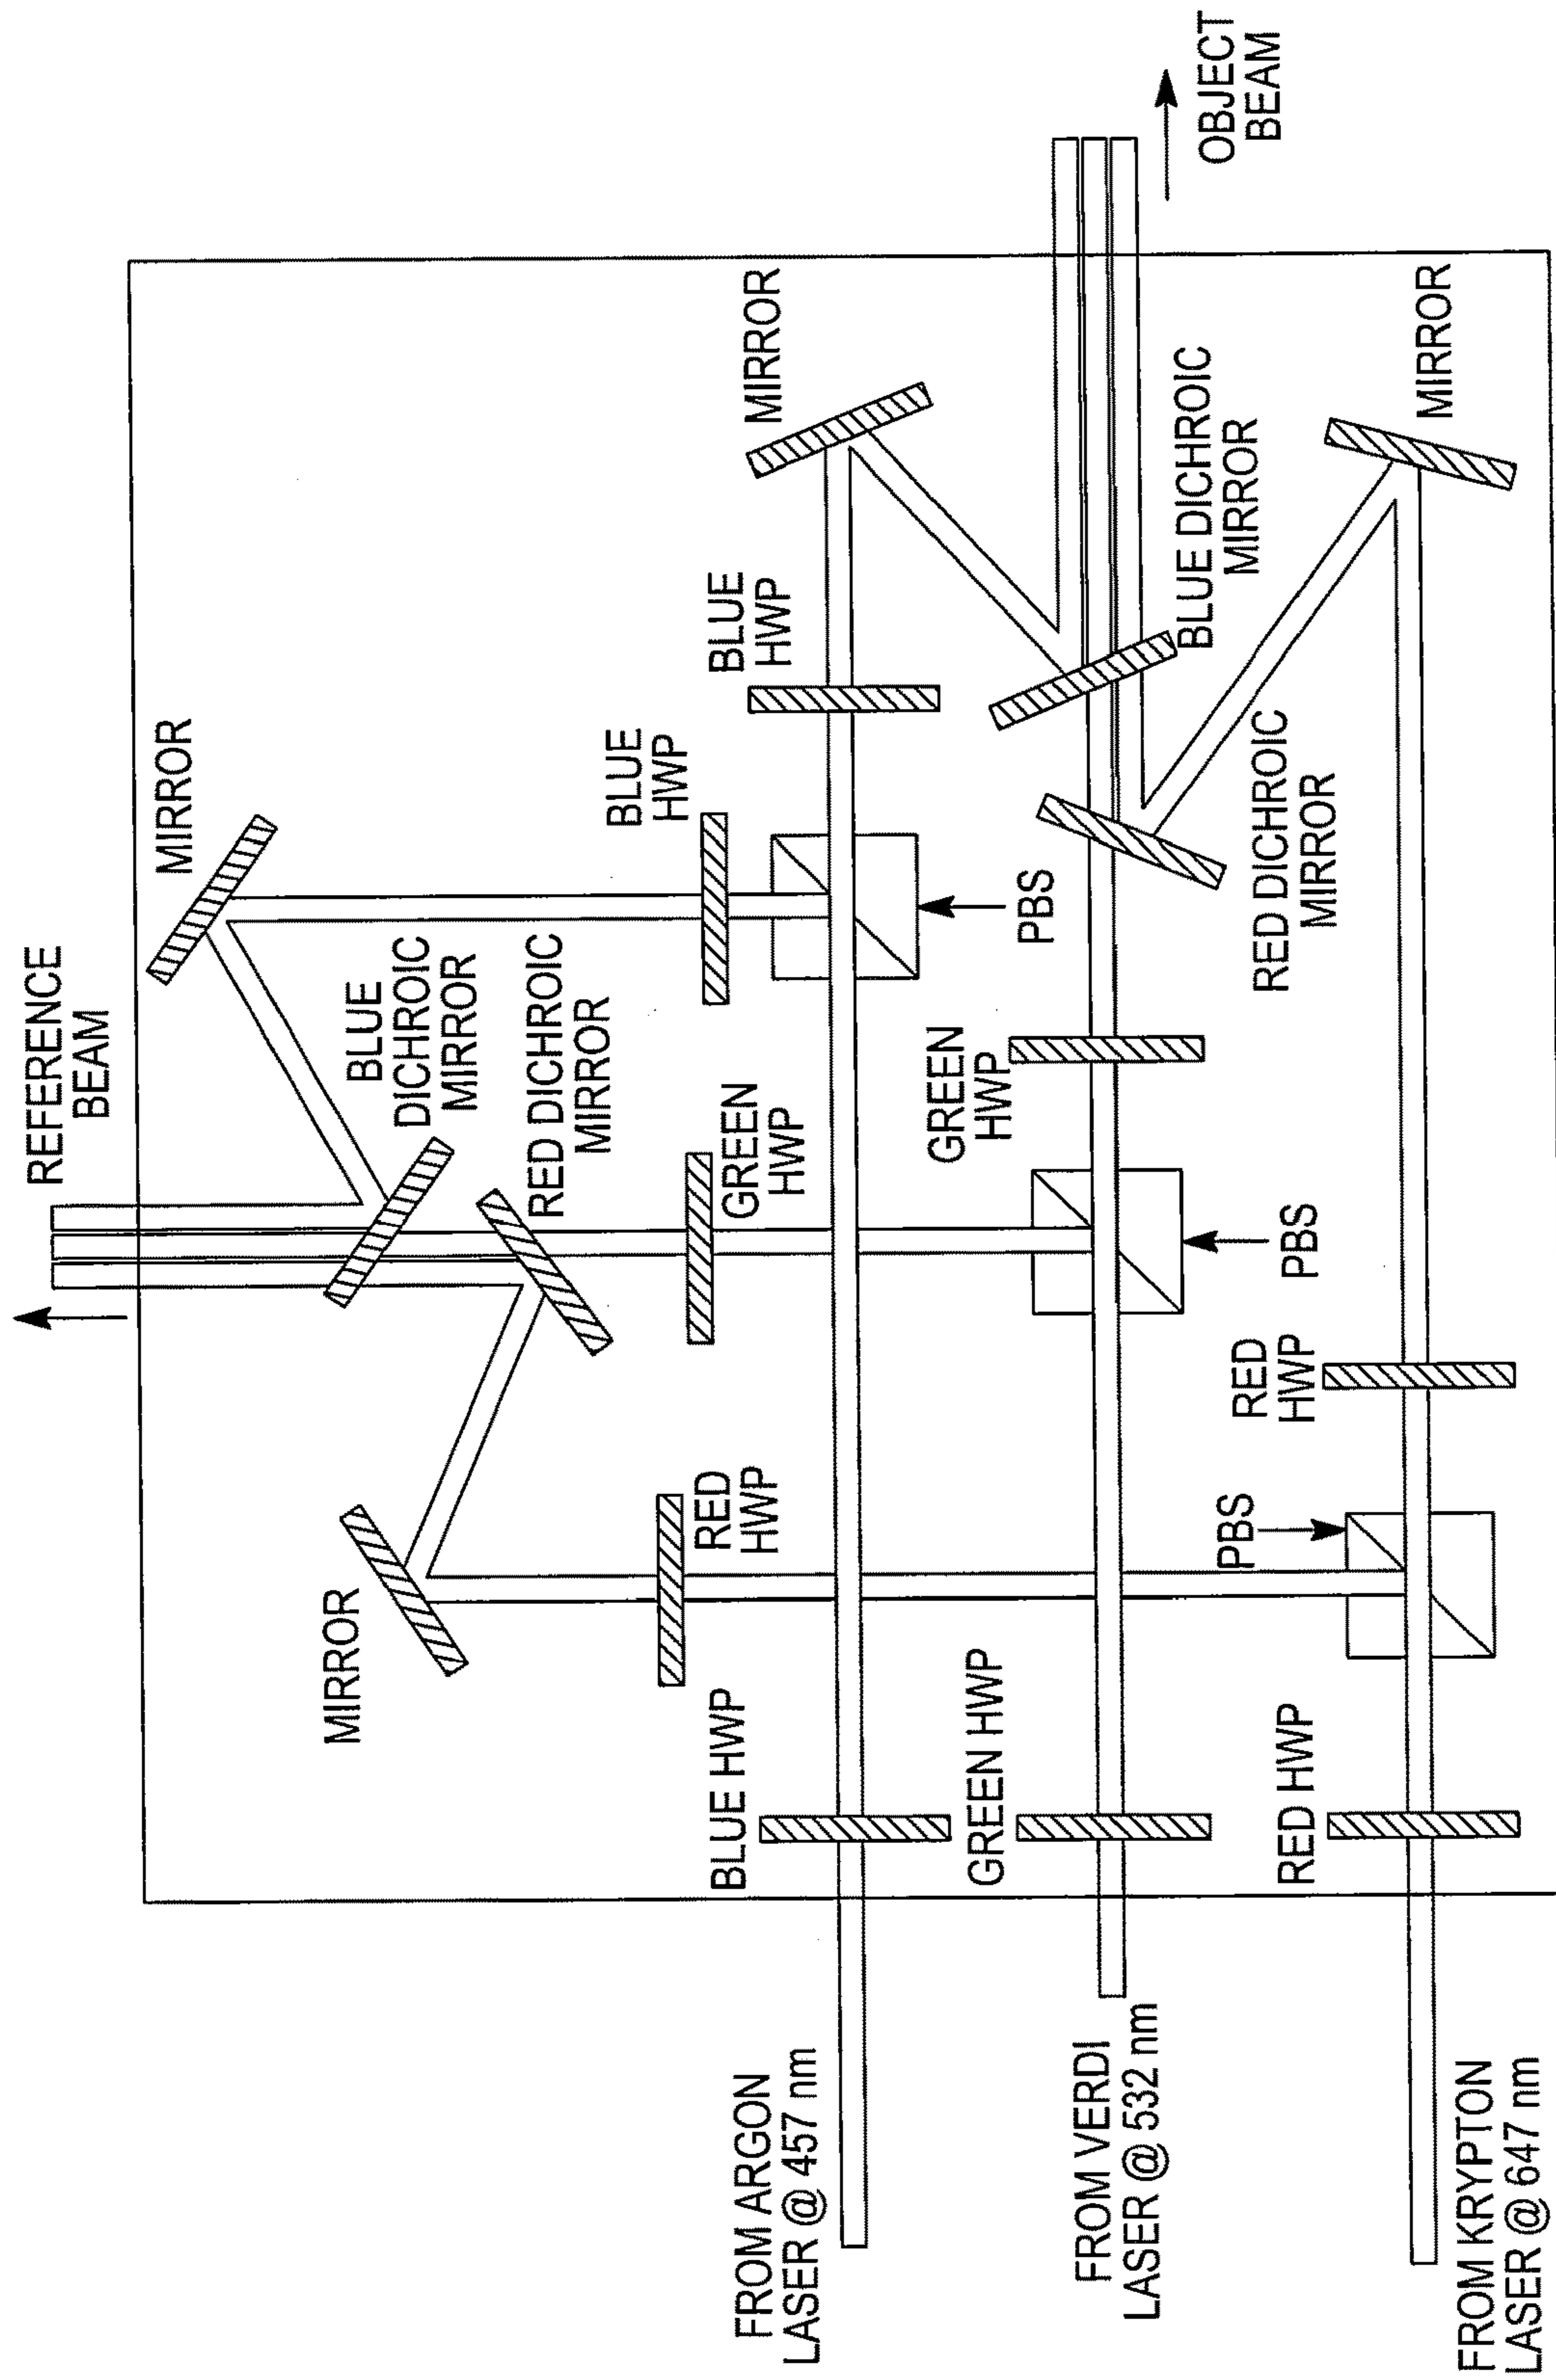 REFERENCE
BEAM
MIRROR
BLUE
DICHROIC
MIRROR
RED DICHROIC
MIRROR
MIRROR
RED
HWP
GREEN
HWP
BLUE
HWP
BLUE
HWP
MIRROR
BLUE HWP
FROM ARGON
LASER @ 457 nm
PBS
GREEN
HWP
GREEN HWP
FROM VERDI
LASER @ 532 nm
OBJECT
BEAM
BLUE DICHROIC
MIRROR
RED DICHROIC
MIRROR
PBS
PBS
RED
HWP
RED HWP
MIRROR
FROM KRYPTON
LASER @ 647 nm